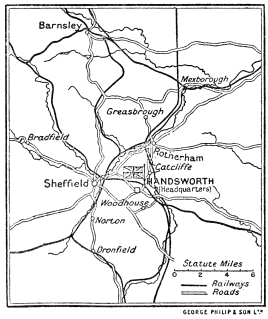 Barnsley
Mexborough
Greasbrough
Bradfield
Rotherham
Catcliffe
Sheffield
HANDSWORTH
(Headquarters)
Woodhouse
Norton
Dronfield
Statute Miles
0 2 4 6
Railways
Roads
GEORGE PHILIP & SON LTD.